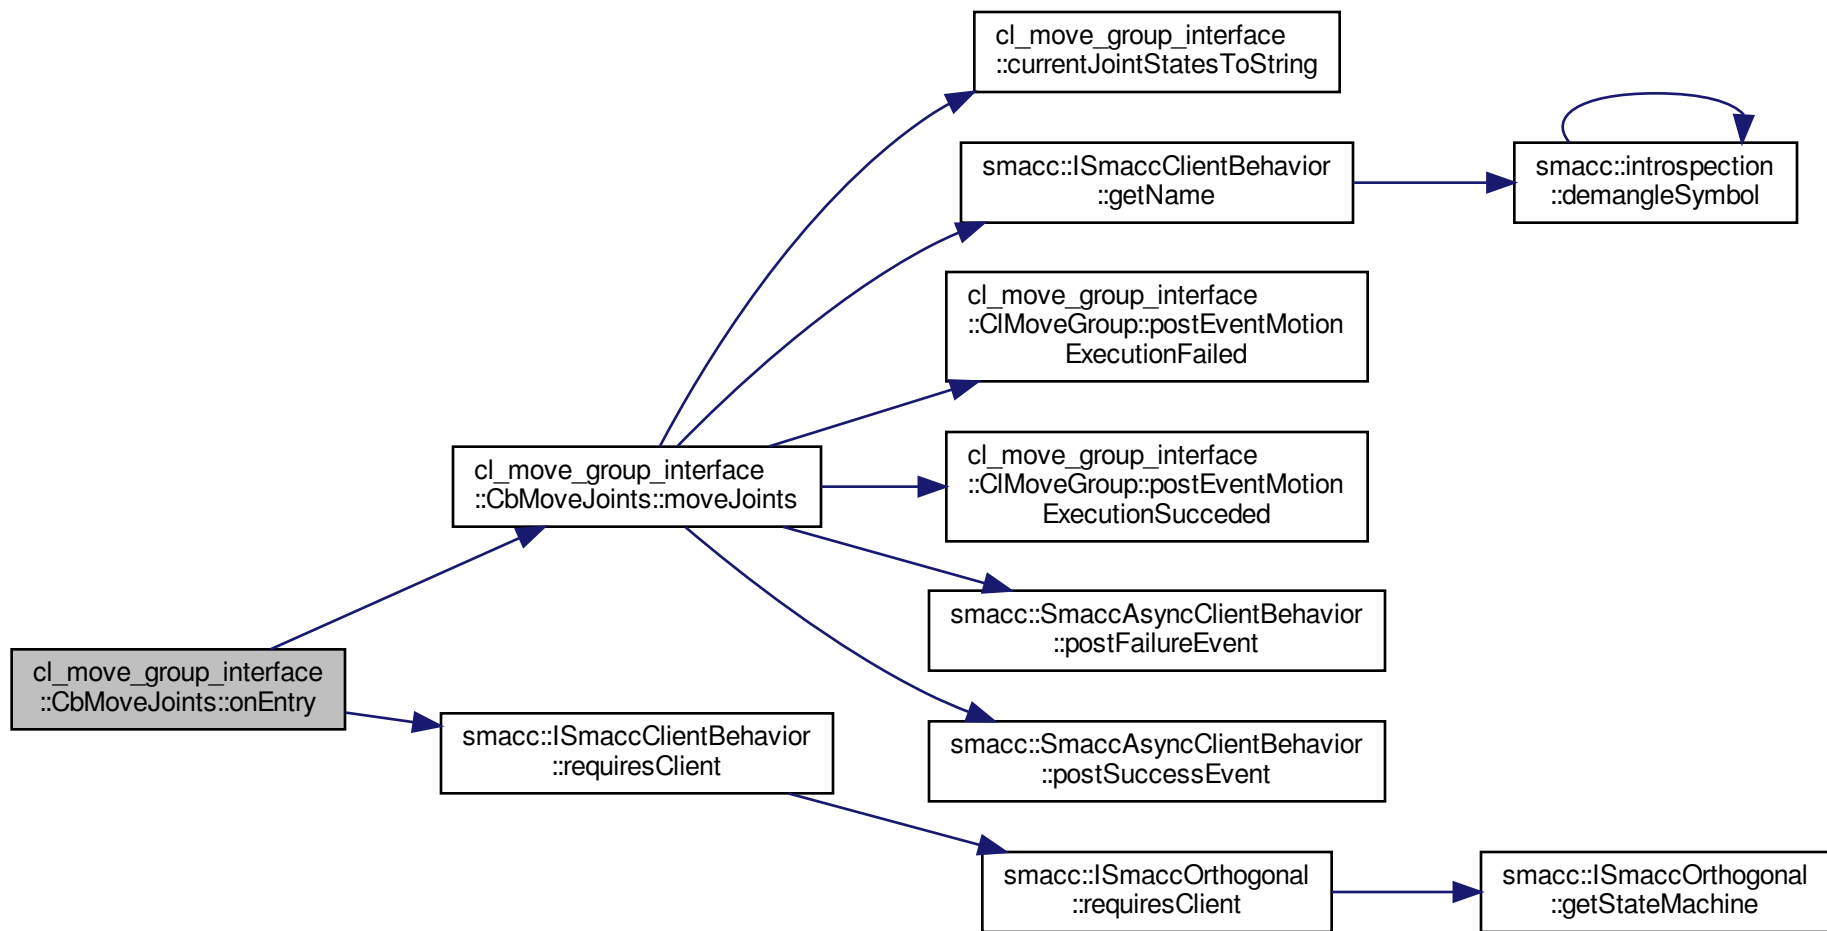 cl_move_group_interface
::currentJointStatesToString
smacc::ISmaccClientBehavior
::getName
smacc::introspection
::demangleSymbol
cl_move_group_interface
::ClMoveGroup::postEventMotion
ExecutionFailed
cl_move_group_interface
::CbMoveJoints::moveJoints
cl_move_group_interface
::ClMoveGroup::postEventMotion
ExecutionSucceded
smacc::SmaccAsyncClientBehavior
::postFailureEvent
cl_move_group_interface
::CbMoveJoints::onEntry
smacc::ISmaccClientBehavior
::requiresClient
smacc::SmaccAsyncClientBehavior
::postSuccessEvent
smacc::ISmaccOrthogonal
::requiresClient
smacc::ISmaccOrthogonal
::getStateMachine